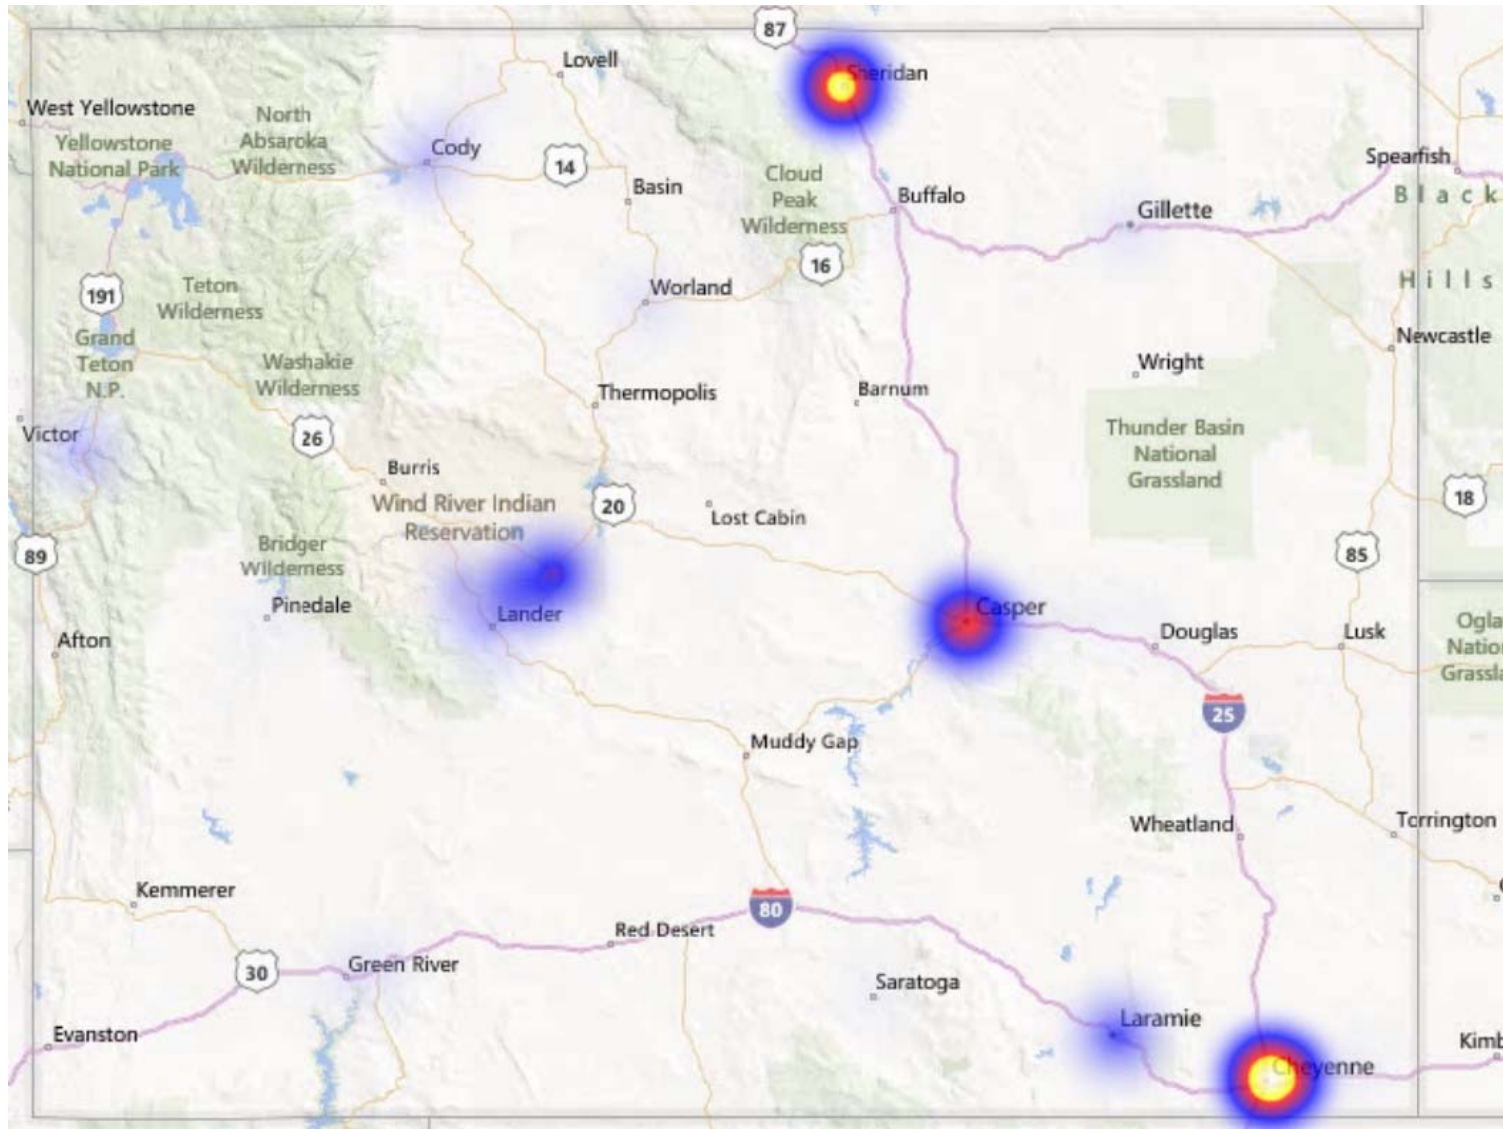 87
Lovell
Sheridan
West Yellowstone
North
Absaroka
Wilderness
Yellowstone
National Park
Cody
14
Basin
Cloud
Peak
Wilderness
Buffalo
Gillette
Spearfish
Black
Hills
191
Teton
Wilderness
Worland
16
Grand
Teton
N.P.
Washakie
Wilderness
Newcastle
Wright
Thermopolis
Barnum
Victor
26
Thunder Basin
National
Grassland
Burris
Wind River Indian
Reservation
20
Lost Cabin
18
89
Bridger
Wilderness
85
Pinedale
Lander
Casper
Afton
Douglas
Lusk
Ogla
Natio
Grassla
25
Muddy Gap
Wheatland
Torrington
Kemmerer
80
Red Desert
30
Green River
Saratoga
Laramie
Evanston
Cheyenne
Kimb